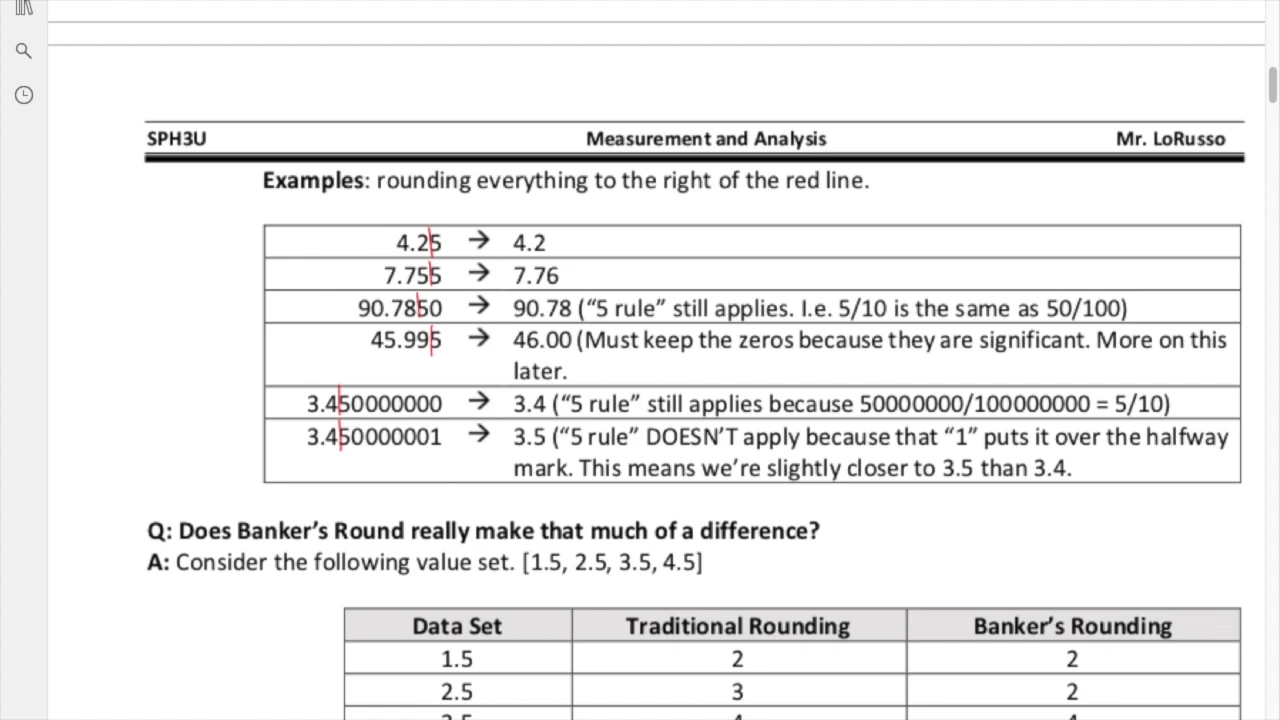 SPH3U Measurement and Analysis Mr. LoRusso
Examples: rounding everything to the right of the red line.
4.25 → 4.2
7.755 → 7.76
90.7850 → 90.78 (“5 rule” still applies. I.e. 5/10 is the same as 50/100)
45.995 → 46.00 (Must keep the zeros because they are significant. More on this
later.
3.450000000 → 3.4 (“5 rule” still applies because 50000000/100000000 = 5/10)
3.450000001 → 3.5 (“5 rule” DOESN’T apply because that “1” puts it over the halfway
mark. This means we’re slightly closer to 3.5 than 3.4.
Q: Does Banker’s Round really make that much of a difference?
A: Consider the following value set. [1.5, 2.5, 3.5, 4.5]
Data Set Traditional Rounding Banker’s Rounding
1.5 2 2
2.5 3 2